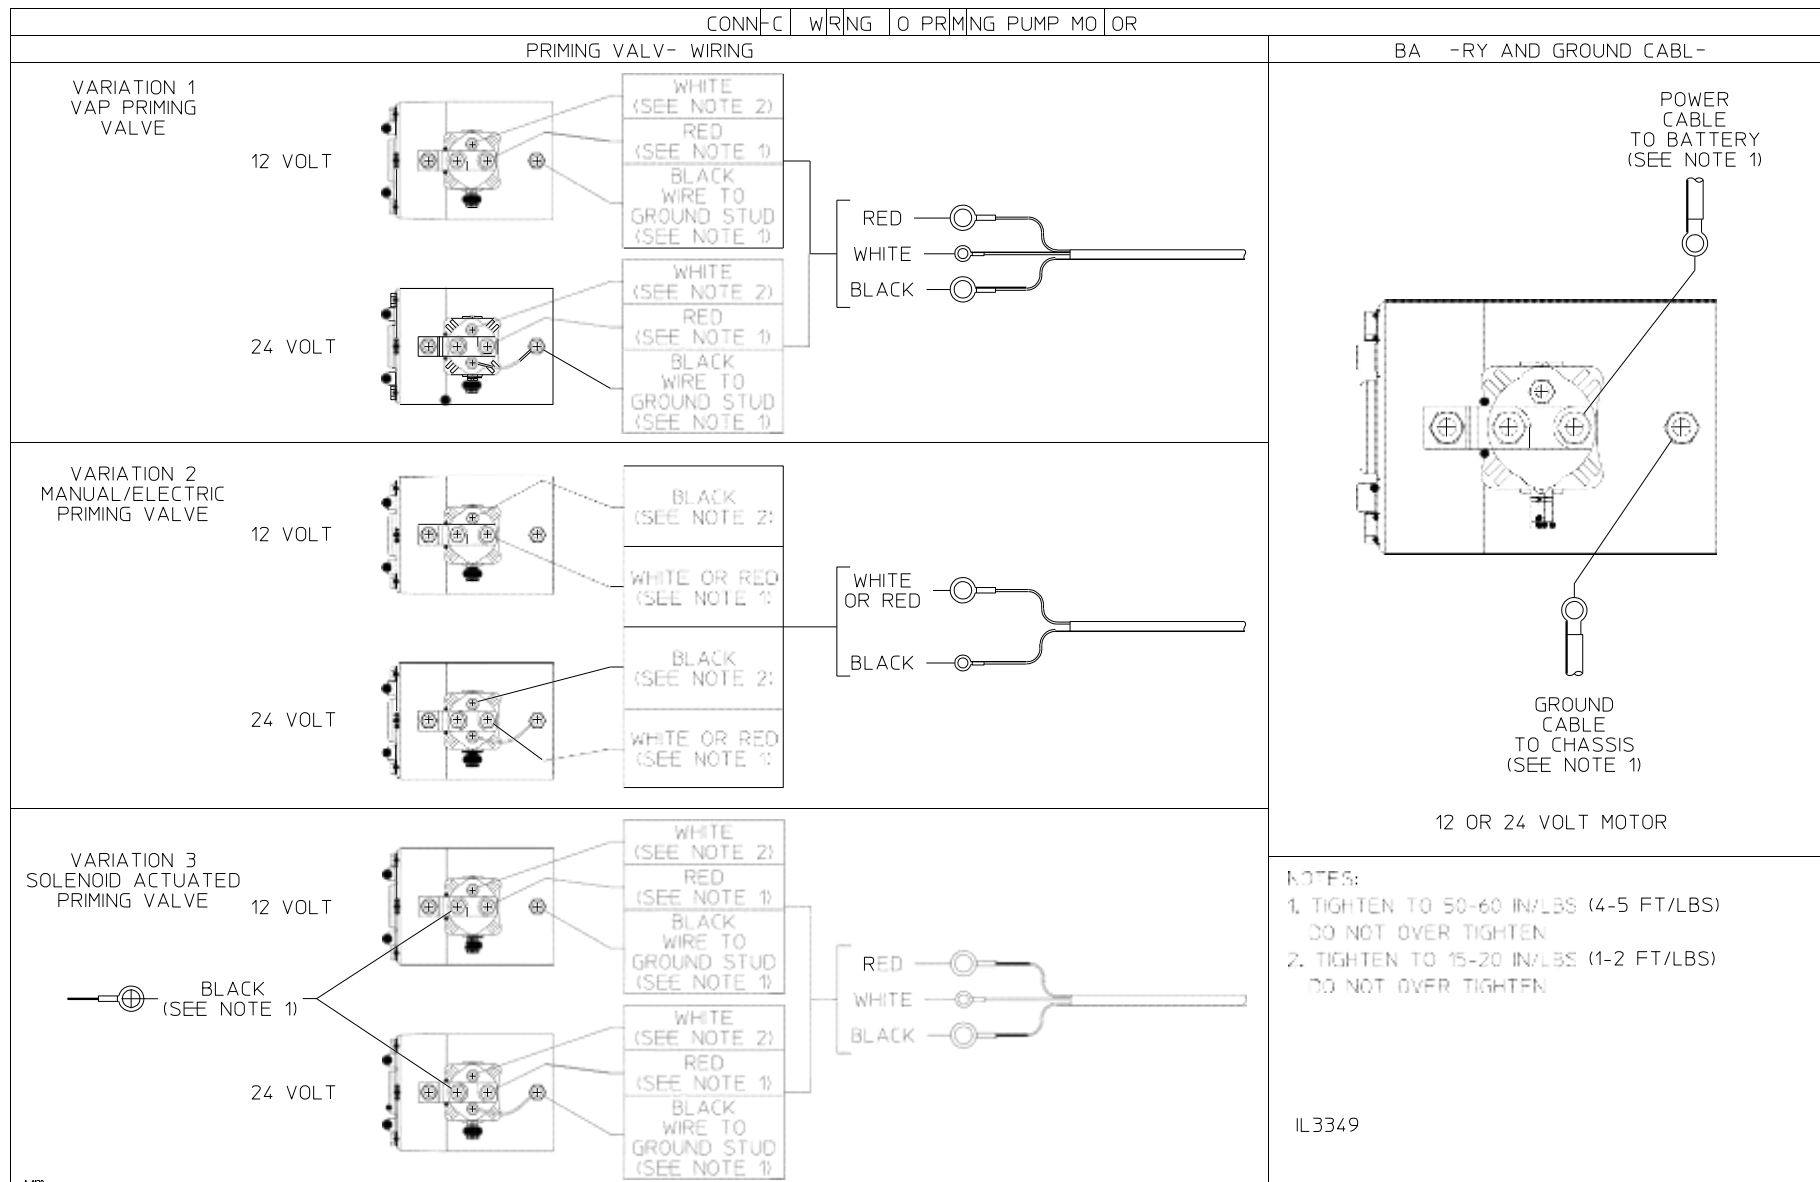 CONN-C WRNG O PRMNG PUMP MO OR
PRIMING VALV- WIRING
BA -RY AND GROUND CABL-
VARIATION 1
VAP PRIMING
VALVE
12 VOLT
WHITE
(SEE NOTE 2)
RED
(SEE NOTE 1)
BLACK
WIRE TO
GROUND STUD
(SEE NOTE 1)
24 VOLT
WHITE
(SEE NOTE 2)
RED
(SEE NOTE 1)
BLACK
WIRE TO
GROUND STUD
(SEE NOTE 1)
RED
WHITE
BLACK
VARIATION 2
MANUAL/ELECTRIC
PRIMING VALVE
12 VOLT
BLACK
(SEE NOTE 2)
WHITE OR RED
(SEE NOTE 1)
24 VOLT
BLACK
(SEE NOTE 2)
WHITE OR RED
(SEE NOTE 1)
WHITE
OR RED
BLACK
VARIATION 3
SOLENOID ACTUATED
PRIMING VALVE
12 VOLT
WHITE
(SEE NOTE 2)
RED
(SEE NOTE 1)
BLACK
WIRE TO
GROUND STUD
(SEE NOTE 1)
BLACK
(SEE NOTE 1)
24 VOLT
WHITE
(SEE NOTE 2)
RED
(SEE NOTE 1)
BLACK
WIRE TO
GROUND STUD
(SEE NOTE 1)
RED
WHITE
BLACK
POWER
CABLE
TO BATTERY
(SEE NOTE 1)
GROUND
CABLE
TO CHASSIS
(SEE NOTE 1)
12 OR 24 VOLT MOTOR
NOTES:
1. TIGHTEN TO 50-60 IN/LBS (4-5 FT/LBS)
DO NOT OVER TIGHTEN
2. TIGHTEN TO 15-20 IN/LBS (1-2 FT/LBS)
DO NOT OVER TIGHTEN
IL3349